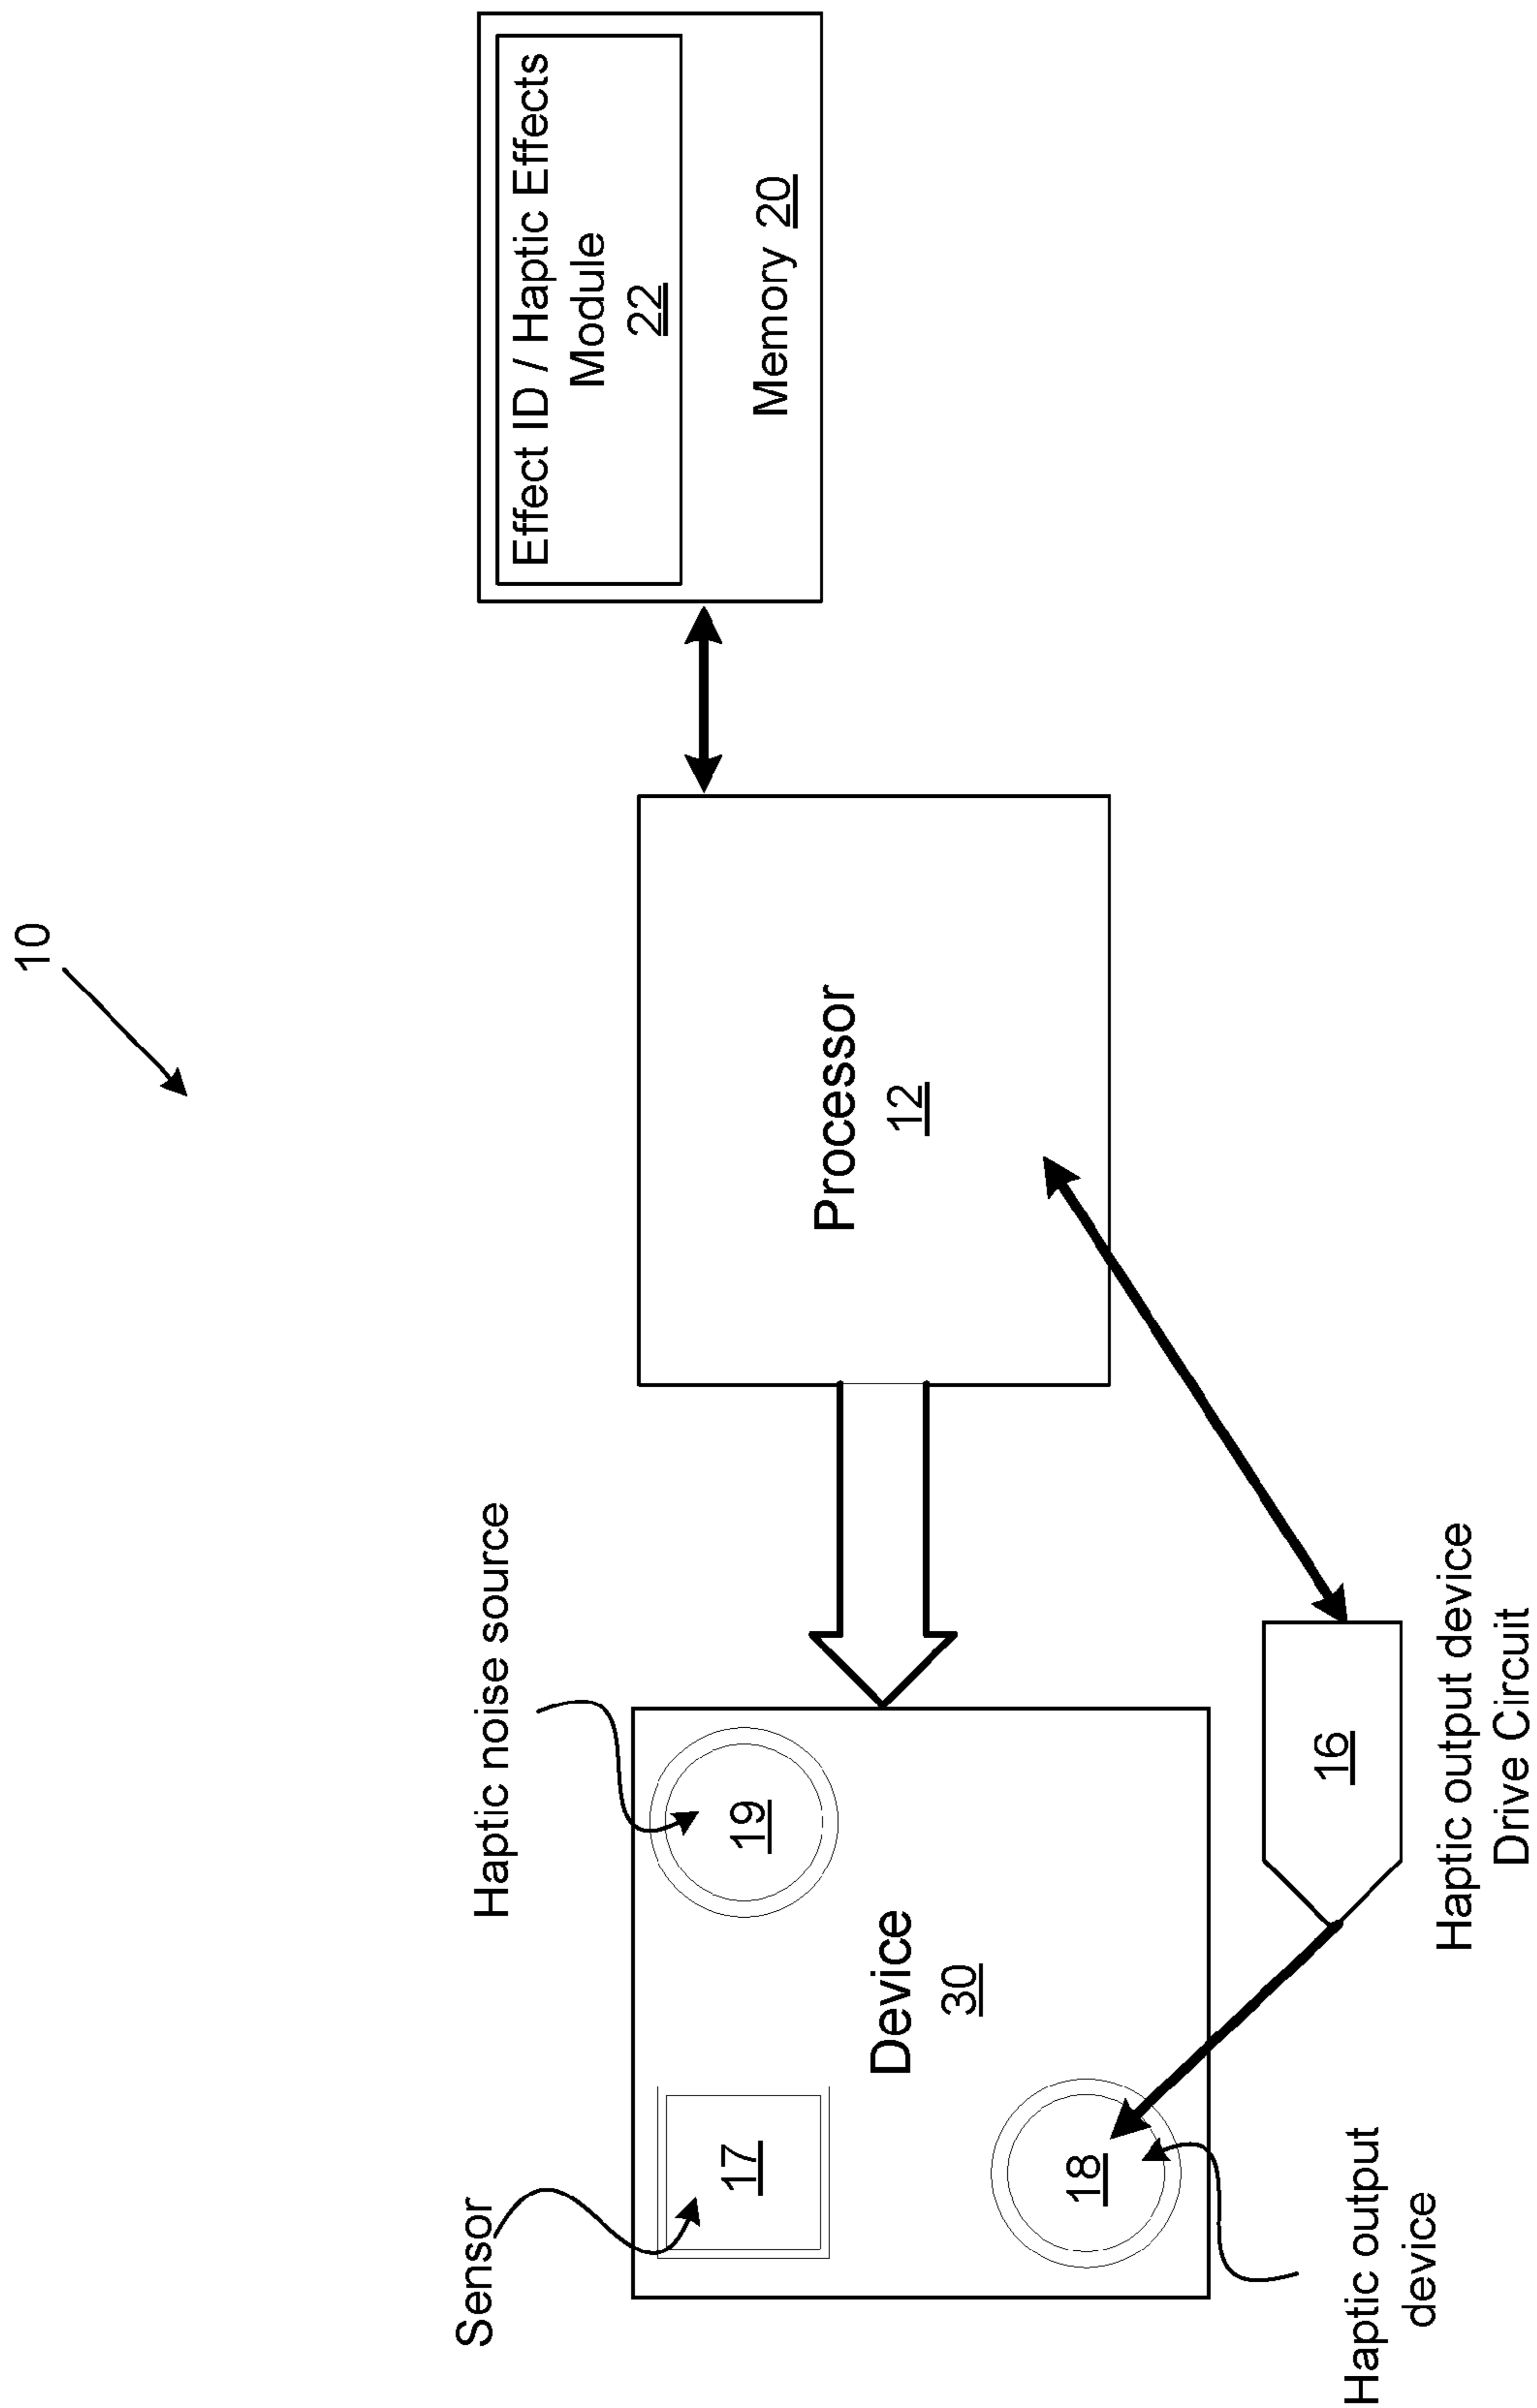 10
Effect ID / Haptic Effects
Module
22
Memory 20
Processor
12
Haptic noise source
19
Sensor
17
Device
30
18
Haptic output
device
16
Haptic output device
Drive Circuit